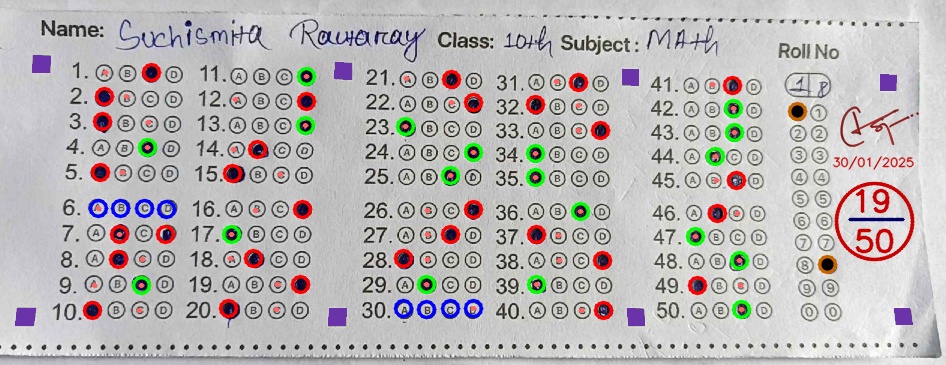 Name: Suchismita Rautaray Class: 10th Subject: MAth
Roll No
1 8
1. A B C D 11. A B C D 21. A B C D 31. A B C D 41. A B C D
2. A B C D 12. A B C D 22. A B C D 32. A B C D 42. A B C D 1
3. A B C D 13. A B C D 23. A B C D 33. A B C D 43. A B C D 2 2
4. A B C D 14. A B C D 24. A B C D 34. A B C D 44. A B C D 3 3
5. A B C D 15. A B C D 25. A B C D 35. A B C D 45. A B C D 4 4
30/01/2025
6. A B C D 16. A B C D 26. A B C D 36. A B C D 46. A B C D 5 5
7. A B C D 17. A B C D 27. A B C D 37. A B C D 47. A B C D 6 6
8. A B C D 18. A B C D 28. A B C D 38. A B C D 48. A B C D 7 7
9. A B C D 19. A B C D 29. A B C D 39. A B C D 49. A B C D 8
10. A B C D 20. A B C D 30. A B C D 40. A B C D 50. A B C D 9 9
0 0
19
50